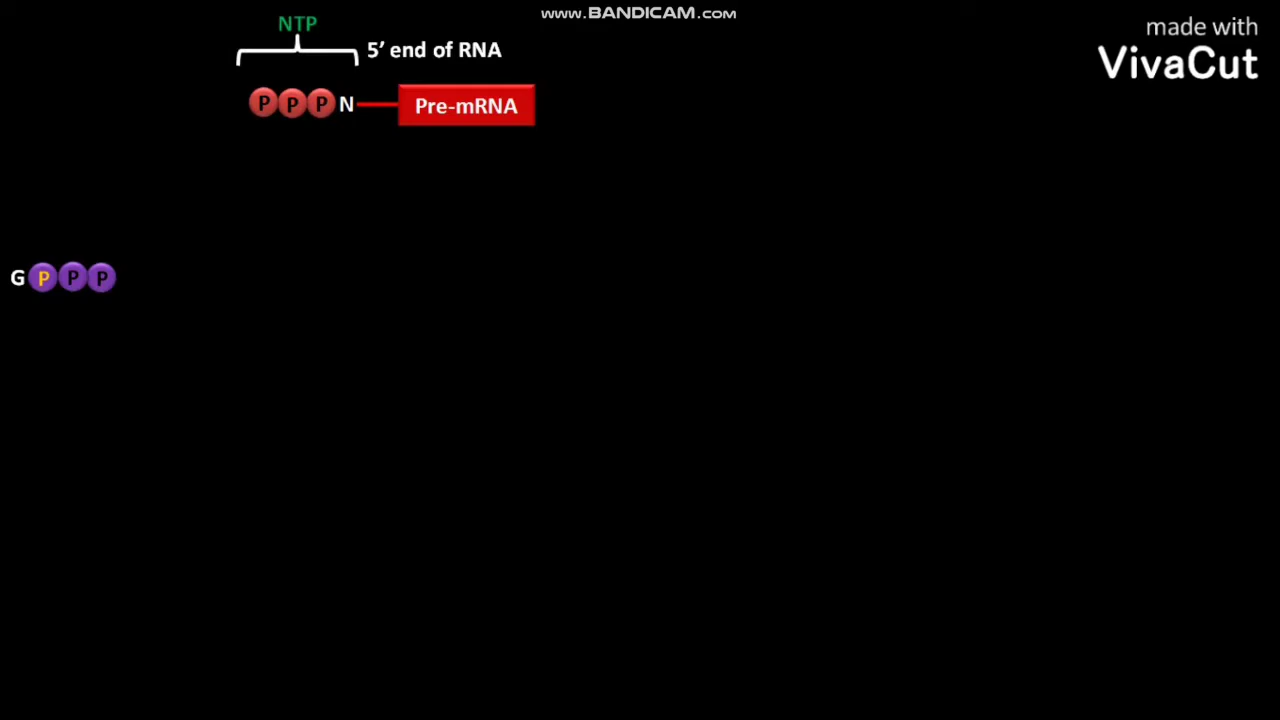 NTP
www.BANDICAM.com
made with
VivaCut
5’ end of RNA
P P P N Pre-mRNA
G P P P